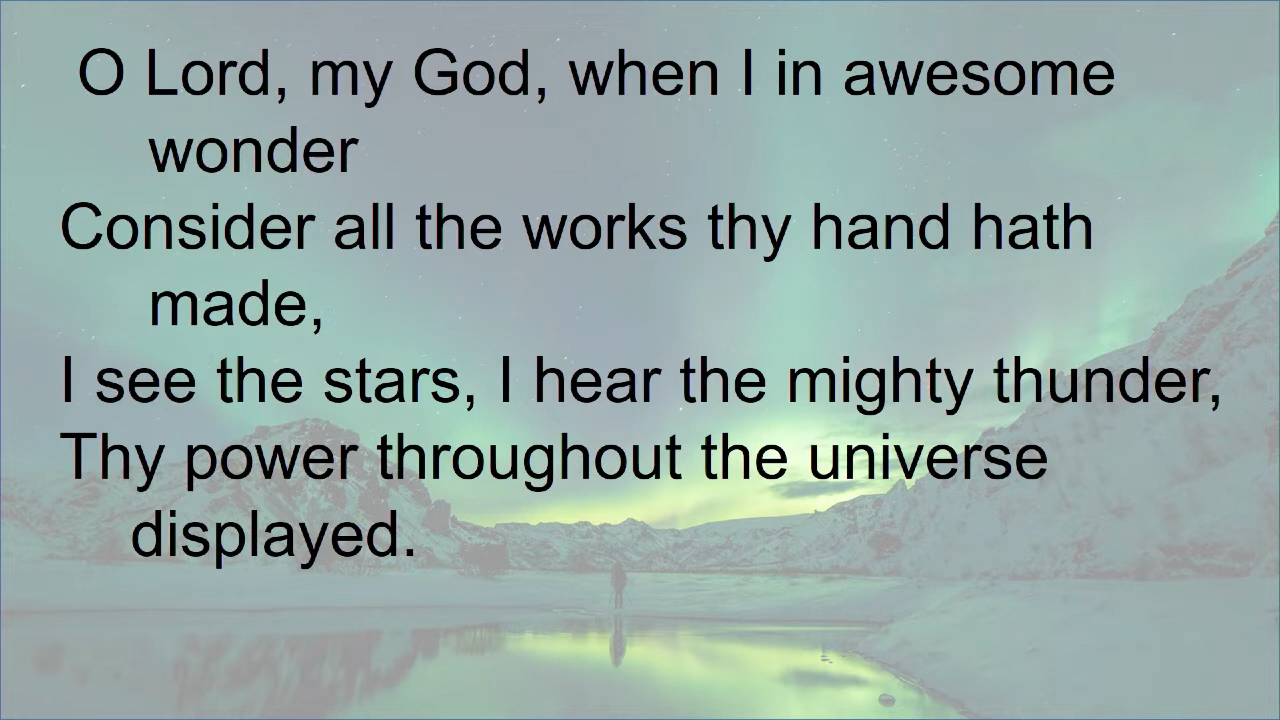 O Lord, my God, when I in awesome
wonder
Consider all the works thy hand hath
made,
I see the stars, I hear the mighty thunder,
Thy power throughout the universe
displayed.